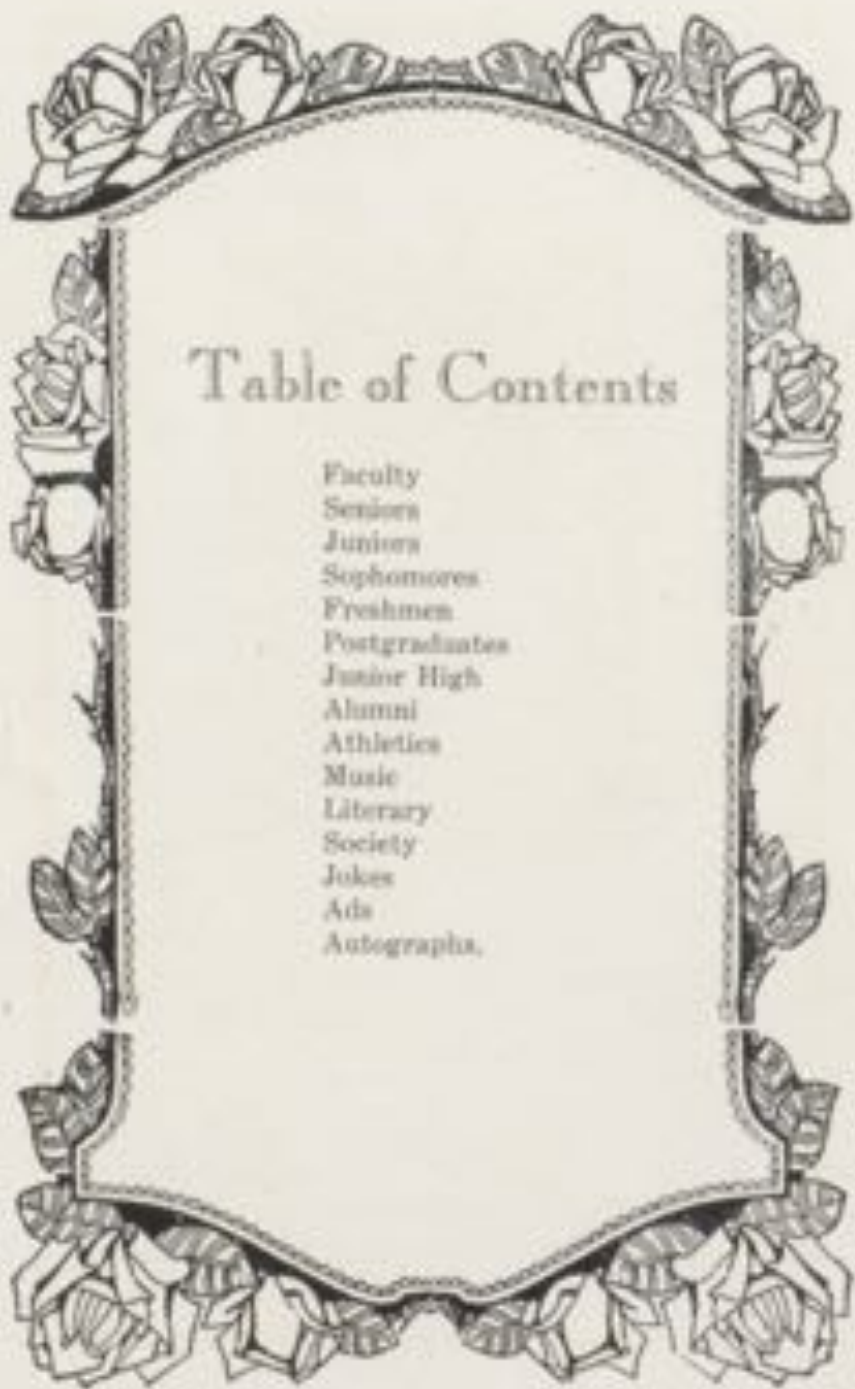 Table of Contents
Faculty
Seniors
Juniors
Sophomores
Freshmen
Postgraduates
Junior High
Alumni
Athletics
Music
Literary
Society
Jokes
Ads
Autographs.